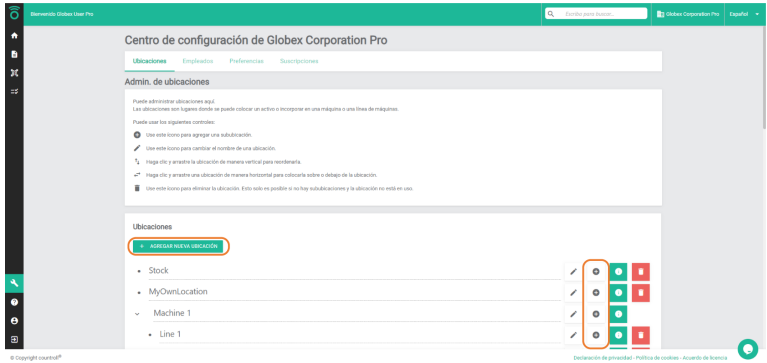 Bienvenido Globex User Pro
Escriba para buscar...
Globex Corporation Pro
Español
Centro de configuración de Globex Corporation Pro
Ubicaciones Empleados Preferencias Suscripciones
Admin. de ubicaciones
Puede administrar ubicaciones aquí.
Las ubicaciones son lugares donde se puede colocar un activo o incorporar en una máquina o una línea de máquinas.
Puede usar los siguientes controles:
Use este icono para agregar una sububicación.
Use este icono para cambiar el nombre de una ubicación.
Haga clic y arrastre la ubicación de manera vertical para reordenarla.
Haga clic y arrastre una ubicación de manera horizontal para colocarla sobre o debajo de la ubicación.
Use este icono para eliminar la ubicación. Esto solo es posible si no hay sububicaciones y la ubicación no está en uso.
Ubicaciones
+ AGREGAR NUEVA UBICACIÓN
Stock
MyOwnLocation
Machine 1
Line 1
© Copyright countroll®
Declaración de privacidad - Política de cookies - Acuerdo de licencia